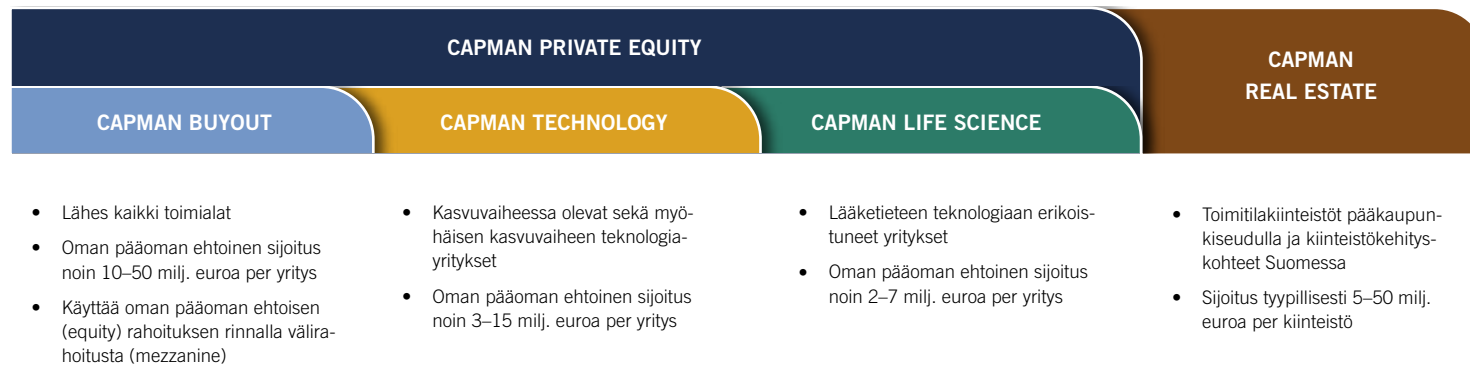 CAPMAN PRIVATE EQUITY
CAPMAN
REAL ESTATE
CAPMAN BUYOUT
CAPMAN TECHNOLOGY
CAPMAN LIFE SCIENCE
• Lähes kaikki toimialat
• Oman pääoman ehtoinen sijoitus
noin 10–50 milj. euroa per yritys
• Käyttää oman pääoman ehtoisen
(equity) rahoituksen rinnalla välira-
hoitusta (mezzanine)
• Kasvuvaiheessa olevat sekä myö-
häisen kasvuvaiheen teknologia-
yritykset
• Oman pääoman ehtoinen sijoitus
noin 3–15 milj. euroa per yritys
• Lääketieteen teknologiaan erikois-
tuneet yritykset
• Oman pääoman ehtoinen sijoitus
noin 2–7 milj. euroa per yritys
• Toimitilakiinteistöt pääkaupun-
kiseudulla ja kiinteistökehitys-
kohteet Suomessa
• Sijoitus tyypillisesti 5–50 milj.
euroa per kiinteistö